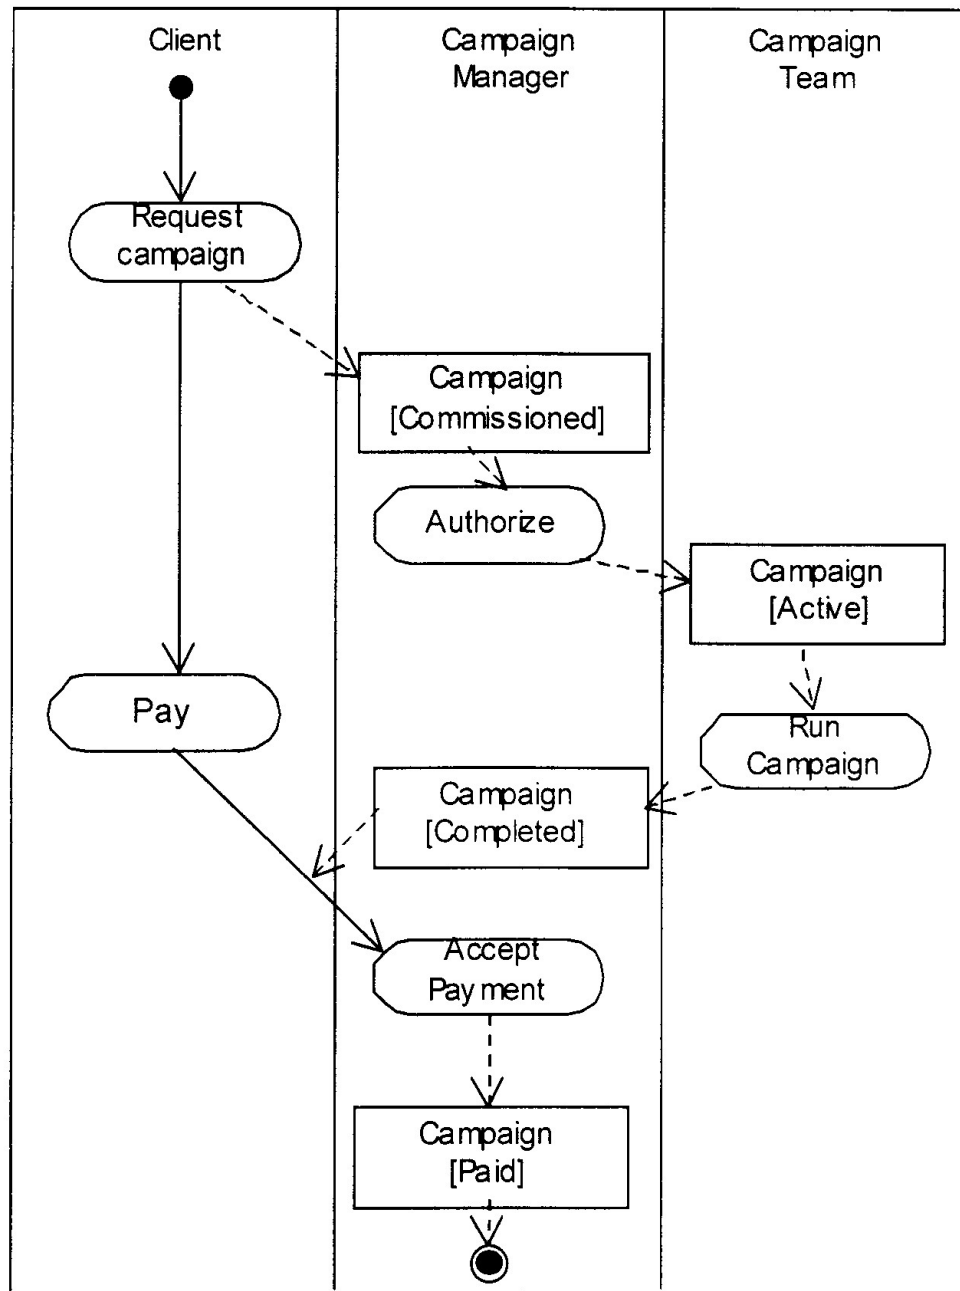 Client
Campaign
Manager
Campaign
Team
Request
campaign
Campaign
[Commissioned]
Authorize
Campaign
[Active]
Pay
Run
Campaign
Campaign
[Completed]
Accept
Payment
Campaign
[Paid]